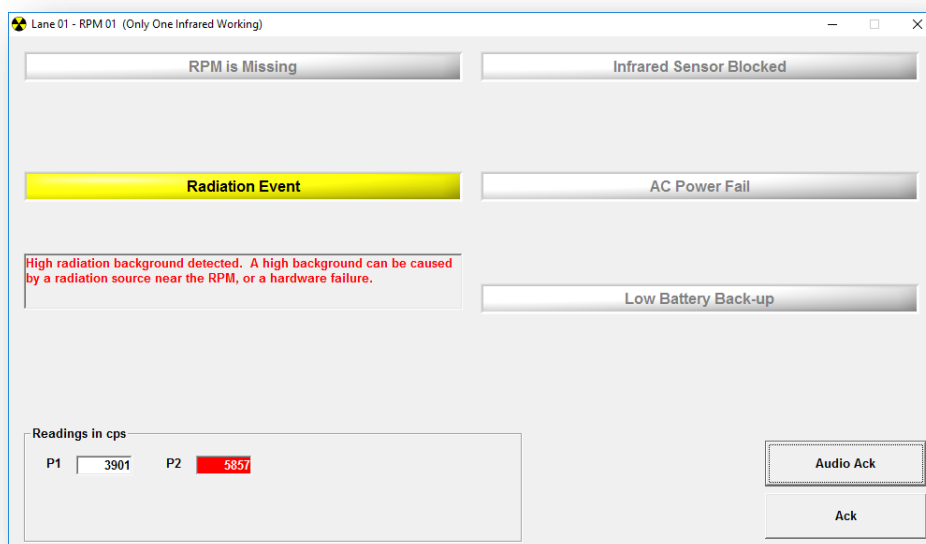 Lane 01 - RPM 01 (Only One Infrared Working)
RPM is Missing
Infrared Sensor Blocked
Radiation Event
AC Power Fail
High radiation background detected. A high background can be caused
by a radiation source near the RPM, or a hardware failure.
Low Battery Back-up
Readings in cps
P1 3901 P2 5857
Audio Ack
Ack